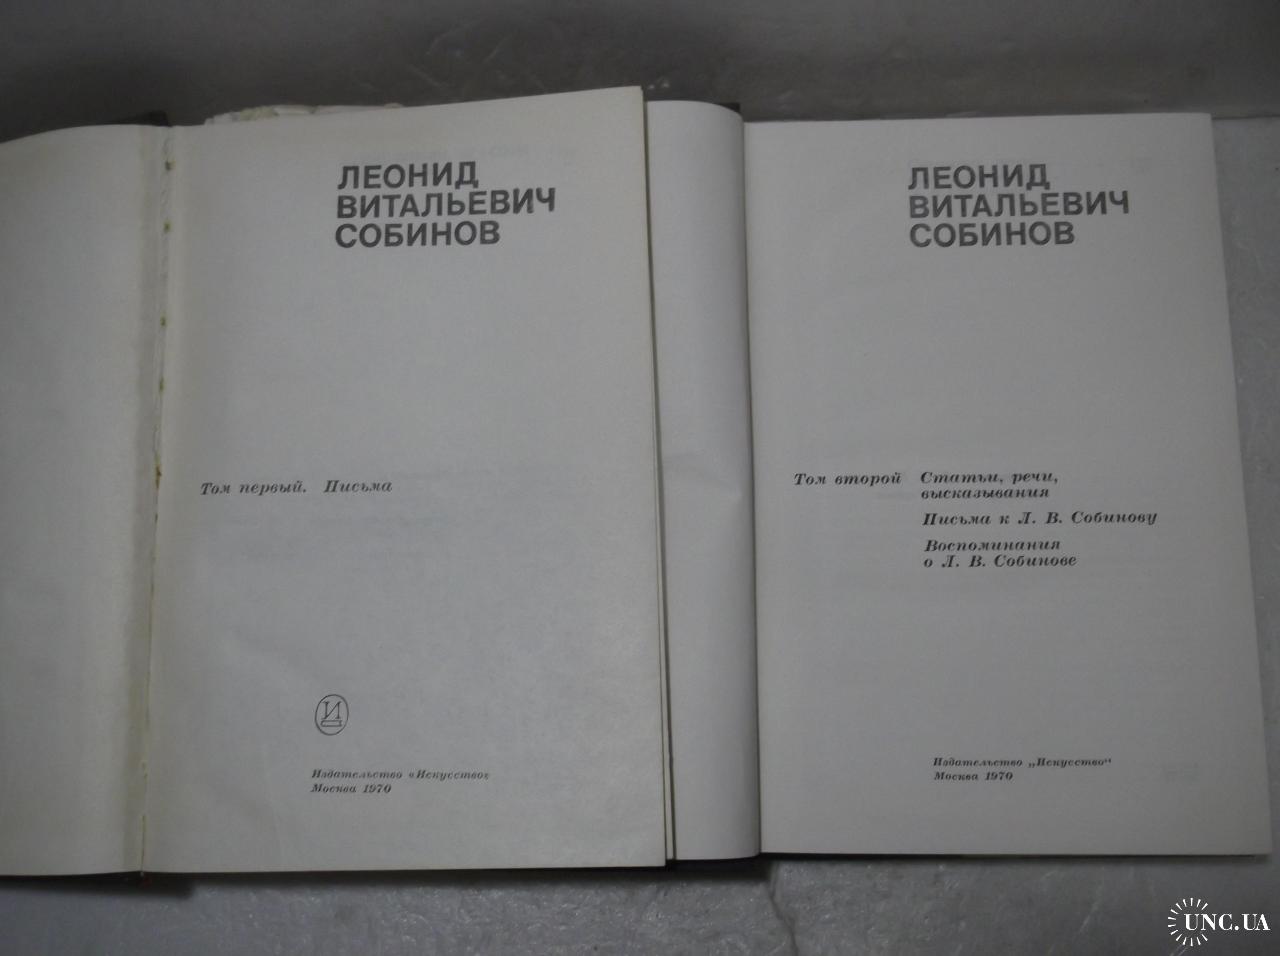 ЛЕОНИД
ВИТАЛЬЕВИЧ
СОБИНОВ
Том первый. Письма
И
Издательство «Искусство»
Москва 1970
ЛЕОНИД
ВИТАЛЬЕВИЧ
СОБИНОВ
Том второй Статьи, речи,
высказывания
Письма к Л. В. Собинову
Воспоминания
о Л. В. Собинове
Издательство „Искусство“
Москва 1970
UNC.UA